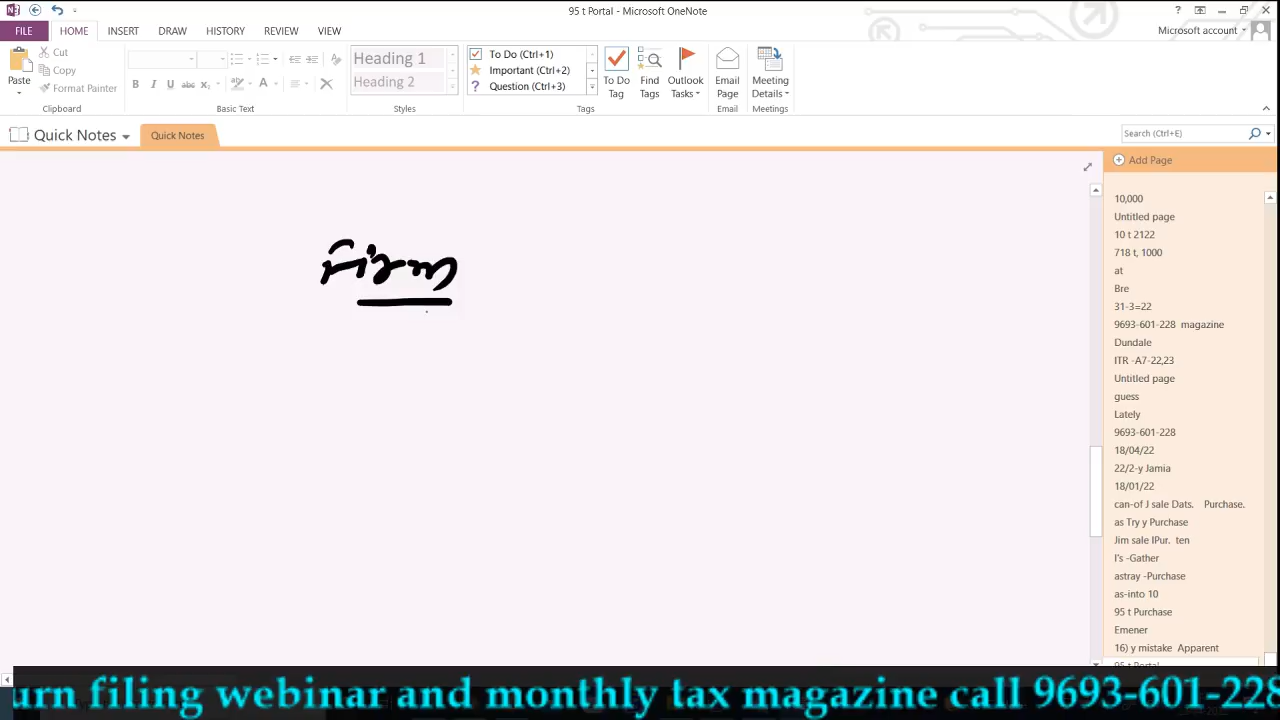 95 t Portal - Microsoft OneNote
FILE HOME INSERT DRAW HISTORY REVIEW VIEW
Microsoft account
Paste
Cut
Copy
Format Painter
Clipboard
B I U abc
Basic Text
Heading 1
Heading 2
Styles
To Do (Ctrl+1)
Important (Ctrl+2)
Question (Ctrl+3)
To Do Tag
Find Tags
Tags
Outlook Tasks
Email Page
Email
Meeting Details
Meetings
Quick Notes
Quick Notes
Search (Ctrl+E)
Add Page
Firm
10,000
Untitled page
10 t 2122
718 t, 1000
at
Bre
31-3=22
9693-601-228 magazine
Dundale
ITR -A7-22,23
Untitled page
guess
Lately
9693-601-228
18/04/22
22/2-y Jamia
18/01/22
can-of J sale Dats. Purchase.
as Try y Purchase
Jim sale IPur. ten
I's -Gather
astray -Purchase
as-into 10
95 t Purchase
Emener
16) y mistake Apparent
95 t Portal
urn filing webinar and monthly tax magazine call 9693-601-228